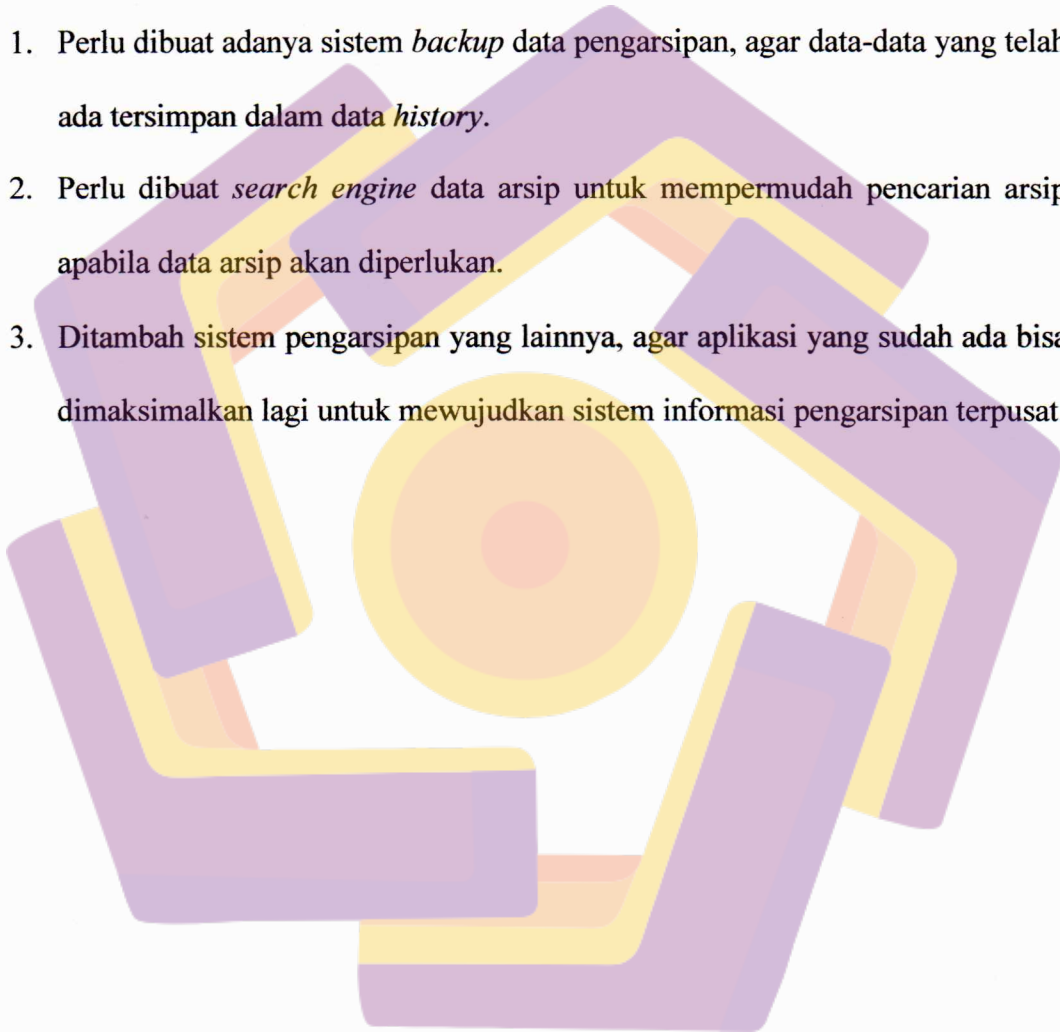 1. Perlu dibuat adanya sistem backup data pengarsipan, agar data-data yang telah
ada tersimpan dalam data history.
2. Perlu dibuat search engine data arsip untuk mempermudah pencarian arsip
apabila data arsip akan diperlukan.
3. Ditambah sistem pengarsipan yang lainnya, agar aplikasi yang sudah ada bisa
dimaksimalkan lagi untuk mewujudkan sistem informasi pengarsipan terpusat